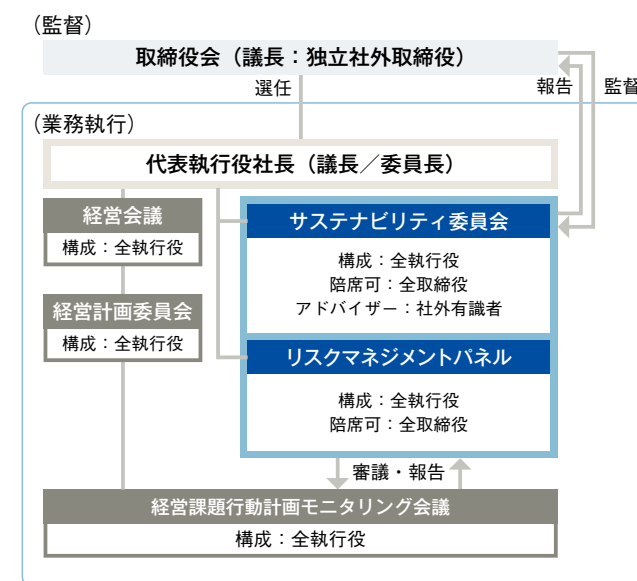 （監督）
取締役会（議長：独立社外取締役）
選任
報告
監督
（業務執行）
代表執行役社長（議長／委員長）
経営会議
構成：全執行役
経営計画委員会
構成：全執行役
サステナビリティ委員会
構成：全執行役
陪席可：全取締役
アドバイザー：社外有識者
リスクマネジメントパネル
構成：全執行役
陪席可：全取締役
審議・報告
経営課題行動計画モニタリング会議
構成：全執行役